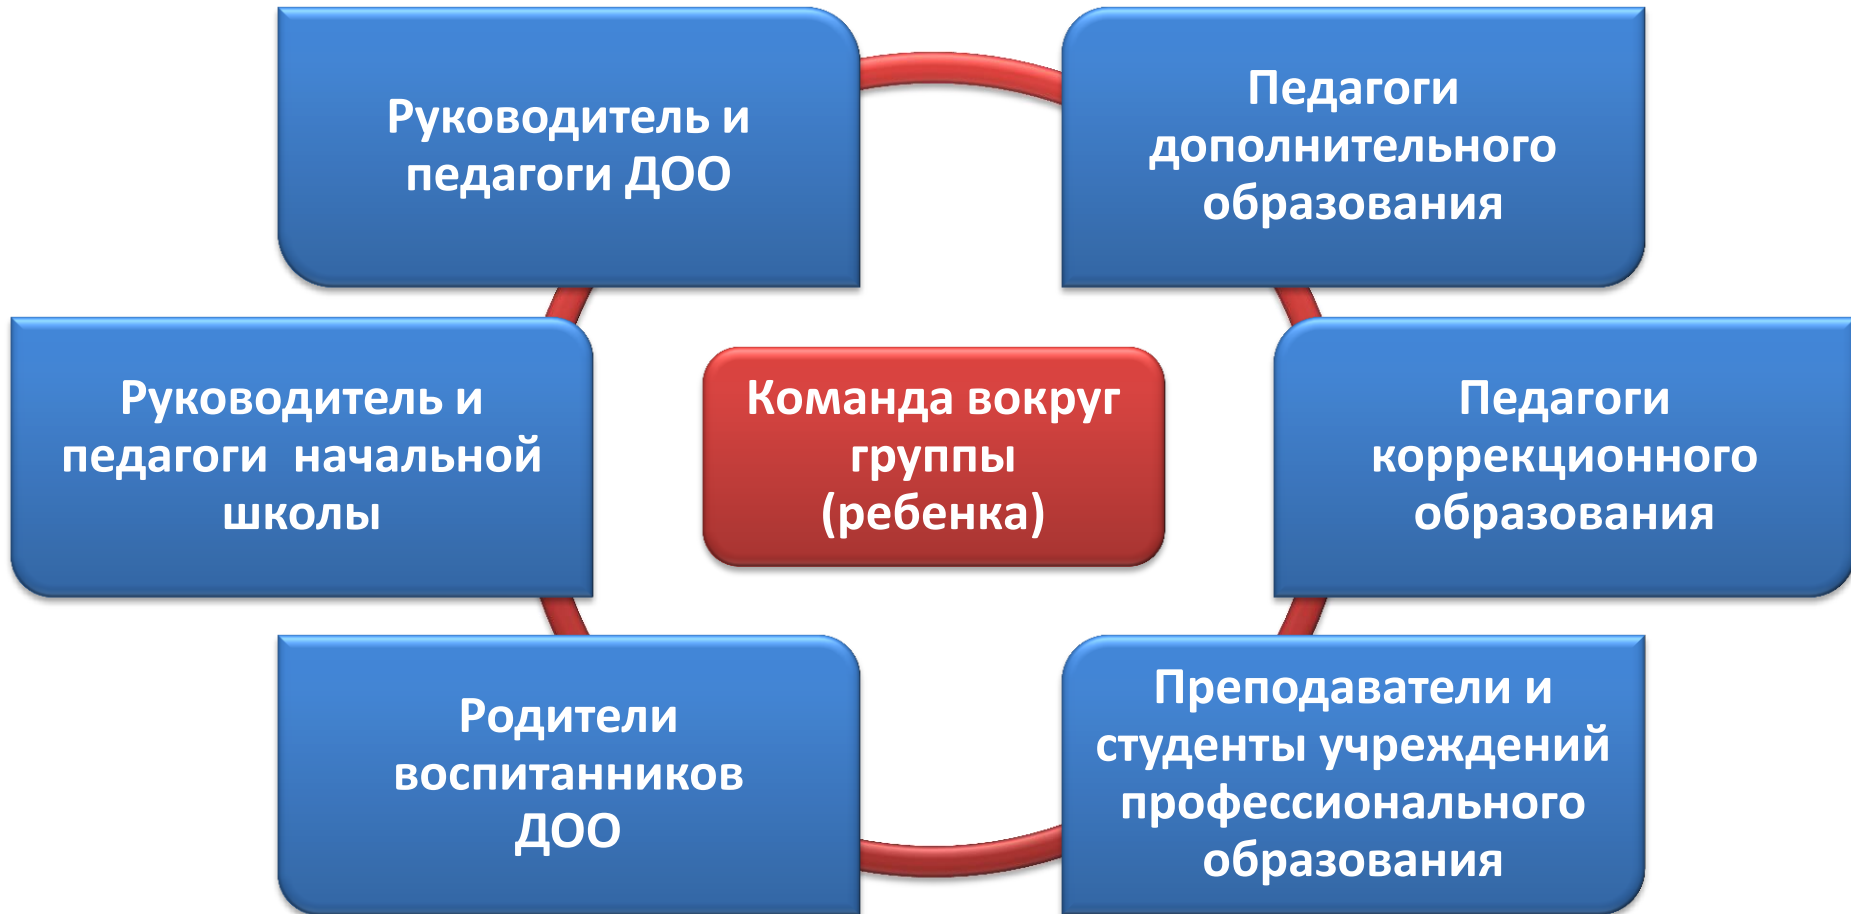 Руководитель и
педагоги ДОО
Педагоги
дополнительного
образования
Руководитель и
педагоги начальной
школы
Команда вокруг
группы
(ребенка)
Педагоги
коррекционного
образования
Родители
воспитанников
ДОО
Преподаватели и
студенты учреждений
профессионального
образования